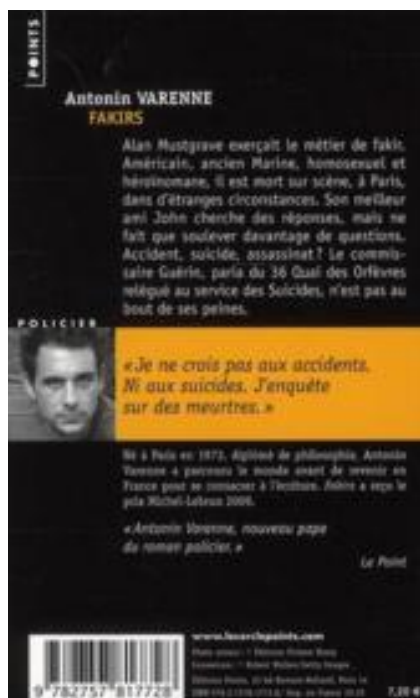 POINTS
Antonin VARENNE
FAKIRS
Alan Mustgrave exerçait le métier de fakir.
Américain, ancien Marine, homosexuel et
héroïnomane, il est mort sur scène, à Paris,
dans d'étranges circonstances. Son meilleur
ami John cherche des réponses, mais ne
fait que soulever davantage de questions.
Accident, suicide, assassinat? Le commis-
saire Guérin, paria du 36 Quai des Orfèvres
relégué au service des Suicides, n'est pas au
bout de ses peines.
POLICIER
«Je ne crois pas aux accidents.
Ni aux suicides. J'enquête
sur des meurtres.»
Né à Paris en 1973, diplômé de philosophie, Antonin
Varenne a parcouru le monde avant de revenir en
France pour se consacrer à l'écriture. Fakirs a reçu le
prix Michel-Lebrun 2009.
«Antonin Varenne, nouveau pape
du roman policier.»
Le Point
www.lecerclepoints.com
9 782757 817728